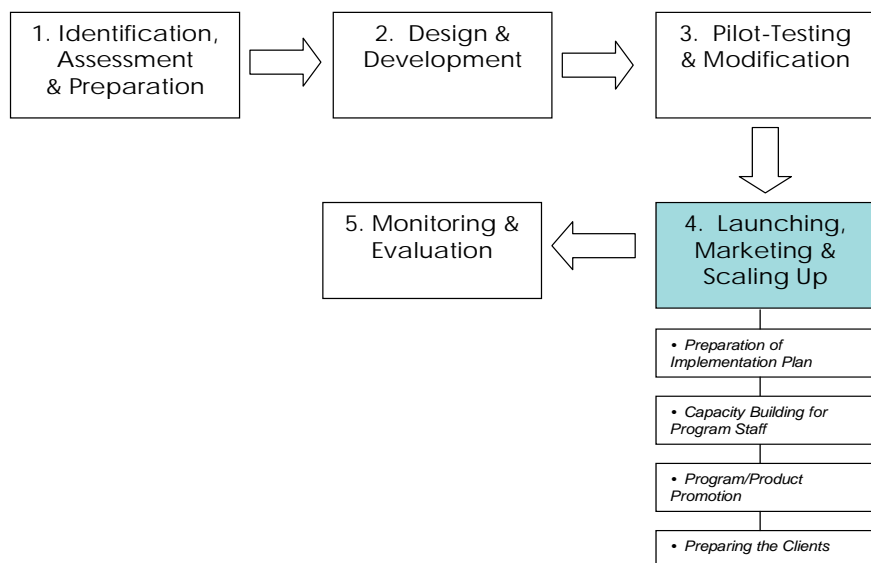 1. Identification,
Assessment
& Preparation
2. Design &
Development
3. Pilot-Testing
& Modification
4. Launching,
Marketing &
Scaling Up
5. Monitoring &
Evaluation
• Preparation of
Implementation Plan
• Capacity Building for
Program Staff
• Program/Product
Promotion
• Preparing the Clients